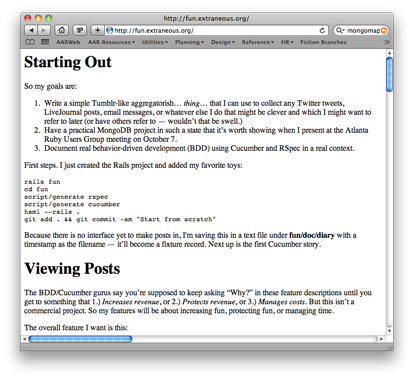 http://fun.extraneous.org/
http://fun.extraneous.org/
mongomap
AARWeb AAR Resources Utilities Planning Design Reference HR Fiction Branches
Starting Out
So my goals are:
1. Write a simple Tumblr-like aggregatorish… thing… that I can use to collect any Twitter tweets,
LiveJournal posts, email messages, or whatever else I do that might be clever and which I might want to
refer to later (or have others refer to — wouldn't that be swell.)
2. Have a practical MongoDB project in such a state that it's worth showing when I present at the Atlanta
Ruby Users Group meeting on October 7.
3. Document real behavior-driven development (BDD) using Cucumber and RSpec in a real context.
First steps. I just created the Rails project and added my favorite toys:
rails fun
cd fun
script/generate rspec
script/generate cucumber
haml --rails .
git add . && git commit -am "Start from scratch"
Because there is no interface yet to make posts in, I'm saving this in a text file under fun/doc/diary with a
timestamp as the filename — it'll become a fixture record. Next up is the first Cucumber story.
Viewing Posts
The BDD/Cucumber gurus say you're supposed to keep asking “Why?” in these feature descriptions until you
get to something that 1.) Increases revenue, or 2.) Protects revenue, or 3.) Manages costs. But this isn't a
commercial project. So my features will be about increasing fun, protecting fun, or managing time.
The overall feature I want is this: